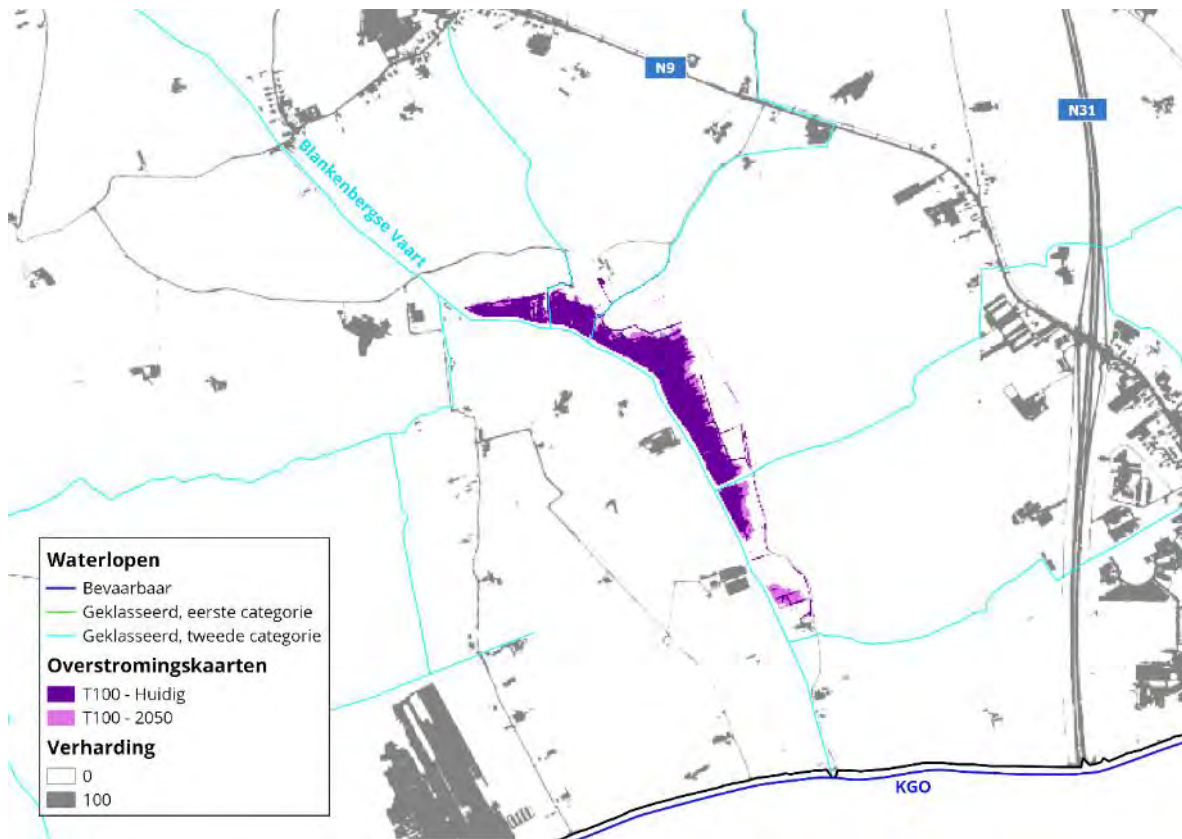 N9
N31
Blankenbergse Vaart
Waterlopen
Bevaarbaar
Geklasseerd, eerste categorie
Geklasseerd, tweede categorie
Overstromingskaarten
T100 - Huidig
T100 - 2050
Verharding
0
100
KGO